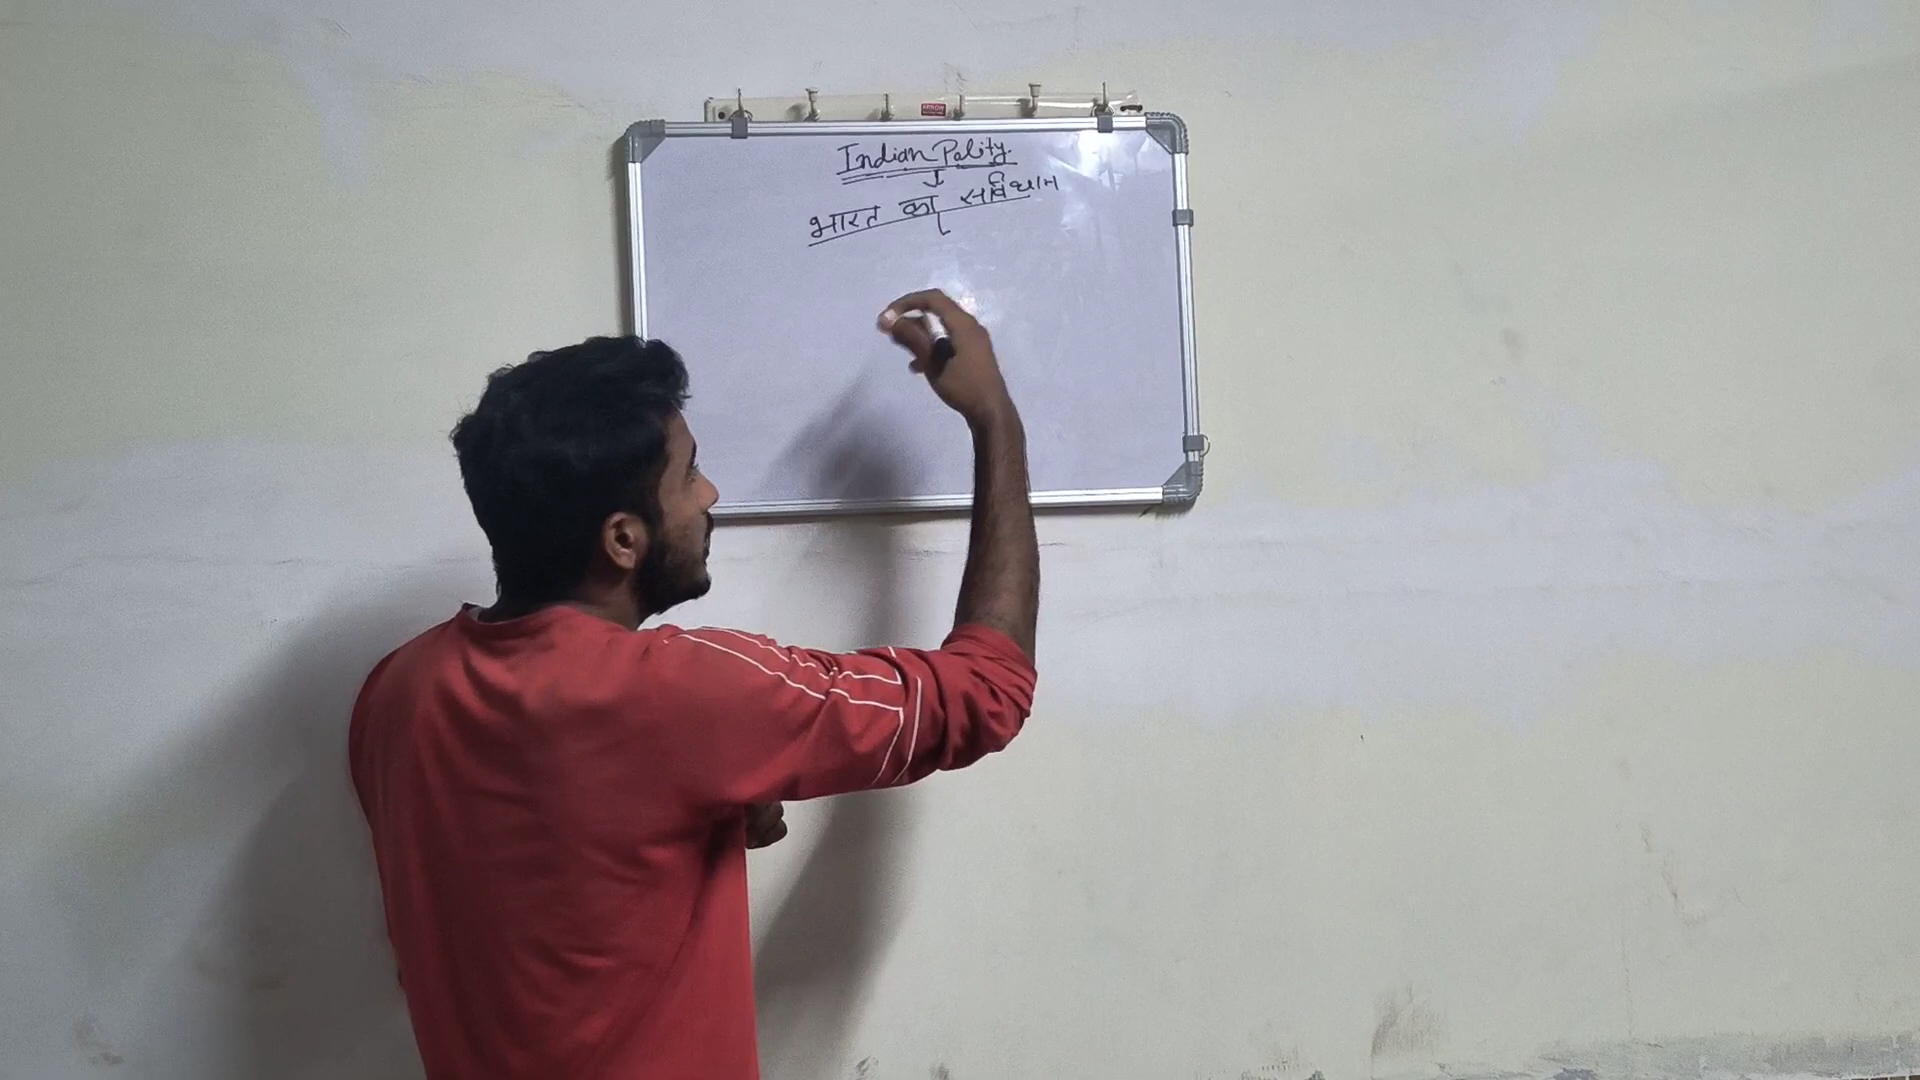 Indian Polity.
भारत का संविधान